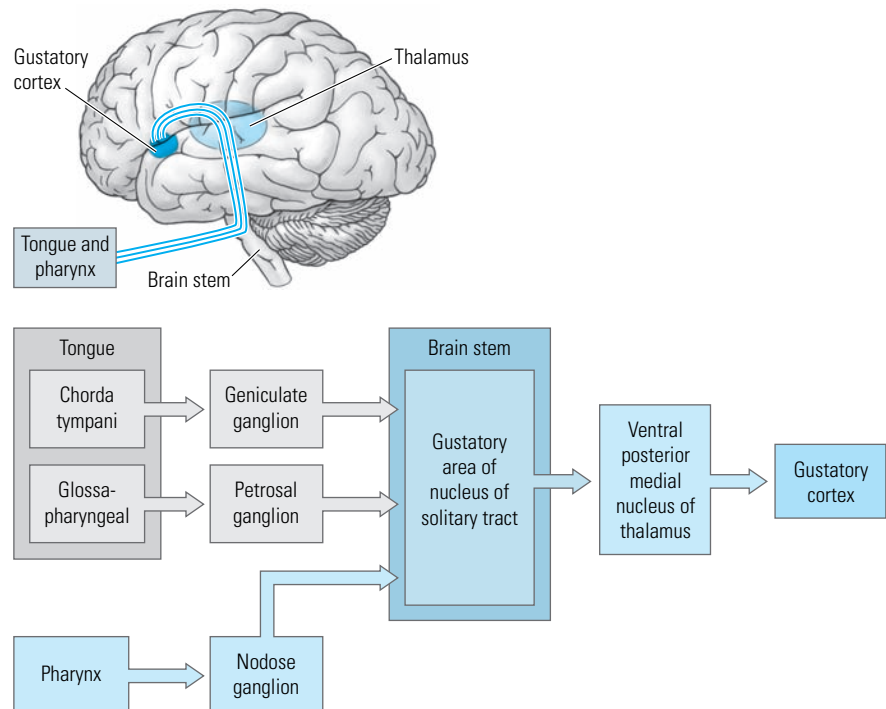 Gustatory
cortex
Thalamus
Tongue and
pharynx
Brain stem
Tongue
Brain stem
Chorda
tympani
Geniculate
ganglion
Glossa-
pharyngeal
Petrosal
ganglion
Gustatory
area of
nucleus of
solitary tract
Ventral
posterior
medial
nucleus of
thalamus
Gustatory
cortex
Pharynx
Nodose
ganglion